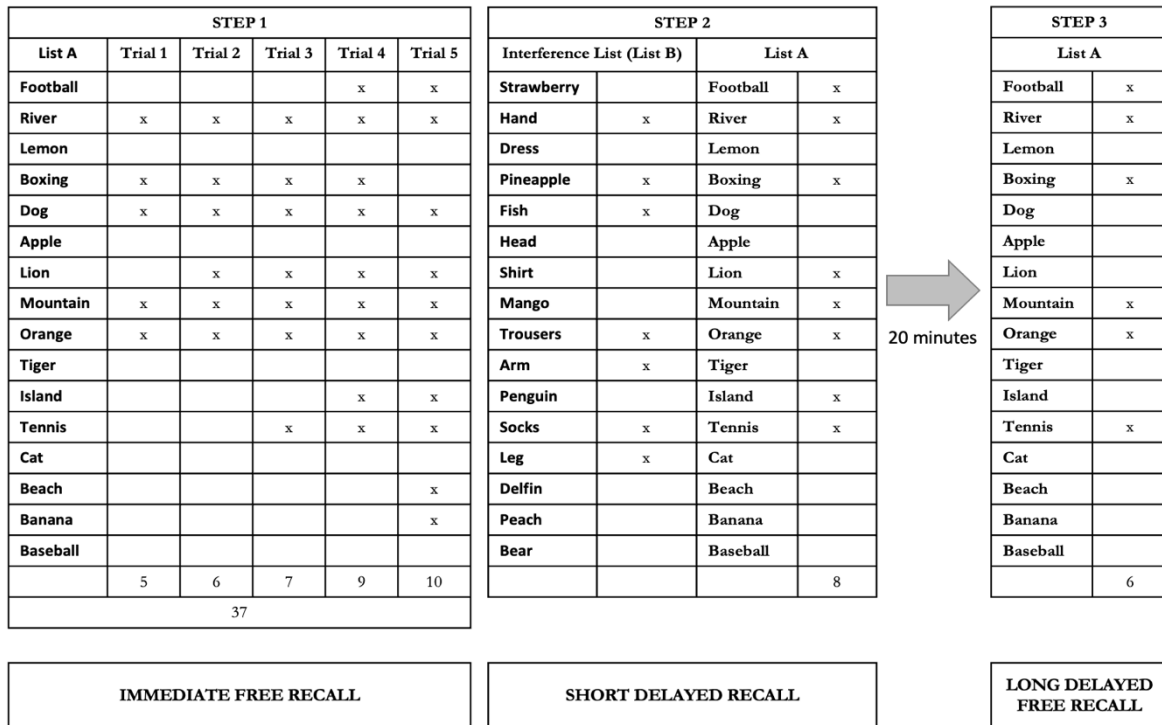 STEP 1 STEP 2 STEP 3
List A Trial 1 Trial 2 Trial 3 Trial 4 Trial 5 Interference List (List B) List A List A
Football x x Strawberry Football x Football x
River x x x x x Hand x River x River x
Lemon Dress Lemon Lemon
Boxing x x x x Pineapple x Boxing x Boxing x
Dog x x x x x Fish x Dog Dog
Apple Head Apple Apple
Lion x x x x Shirt Lion x Lion
Mountain x x x x x Mango Mountain x Mountain x
Orange x x x x x Trousers x Orange x 20 minutes Orange x
Tiger Arm x Tiger Tiger
Island x x Penguin Island x Island
Tennis x x x Socks x Tennis x Tennis x
Cat Leg x Cat Cat
Beach x Delfin Beach Beach
Banana x Peach Banana Banana
Baseball Bear Baseball Baseball
5 6 7 9 10 8 6
37
IMMEDIATE FREE RECALL SHORT DELAYED RECALL LONG DELAYED
FREE RECALL